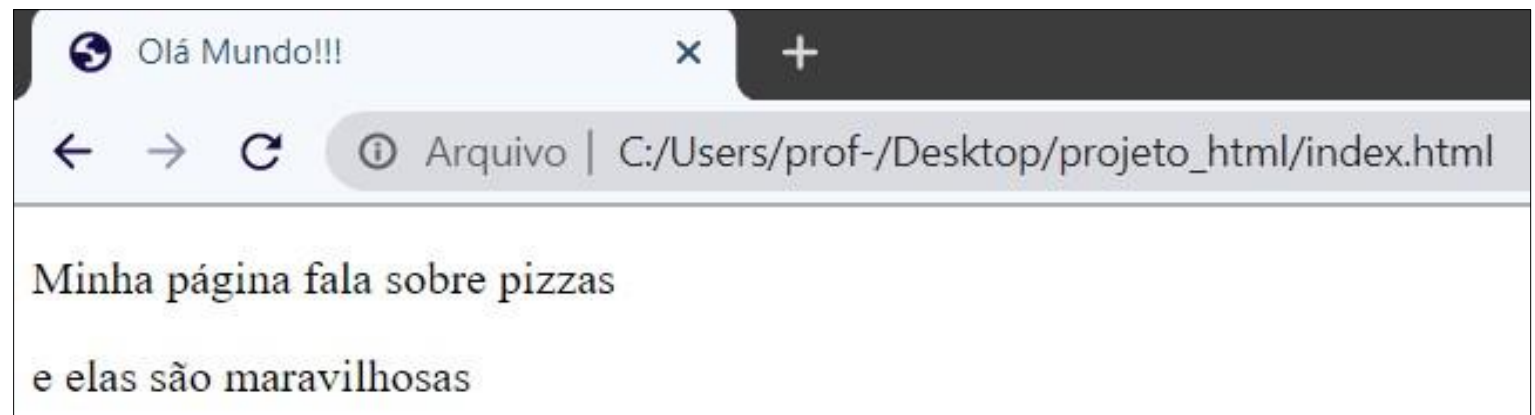 Olá Mundo!!!
Arquivo | C:/Users/prof-/Desktop/projeto_html/index.html
Minha página fala sobre pizzas
e elas são maravilhosas